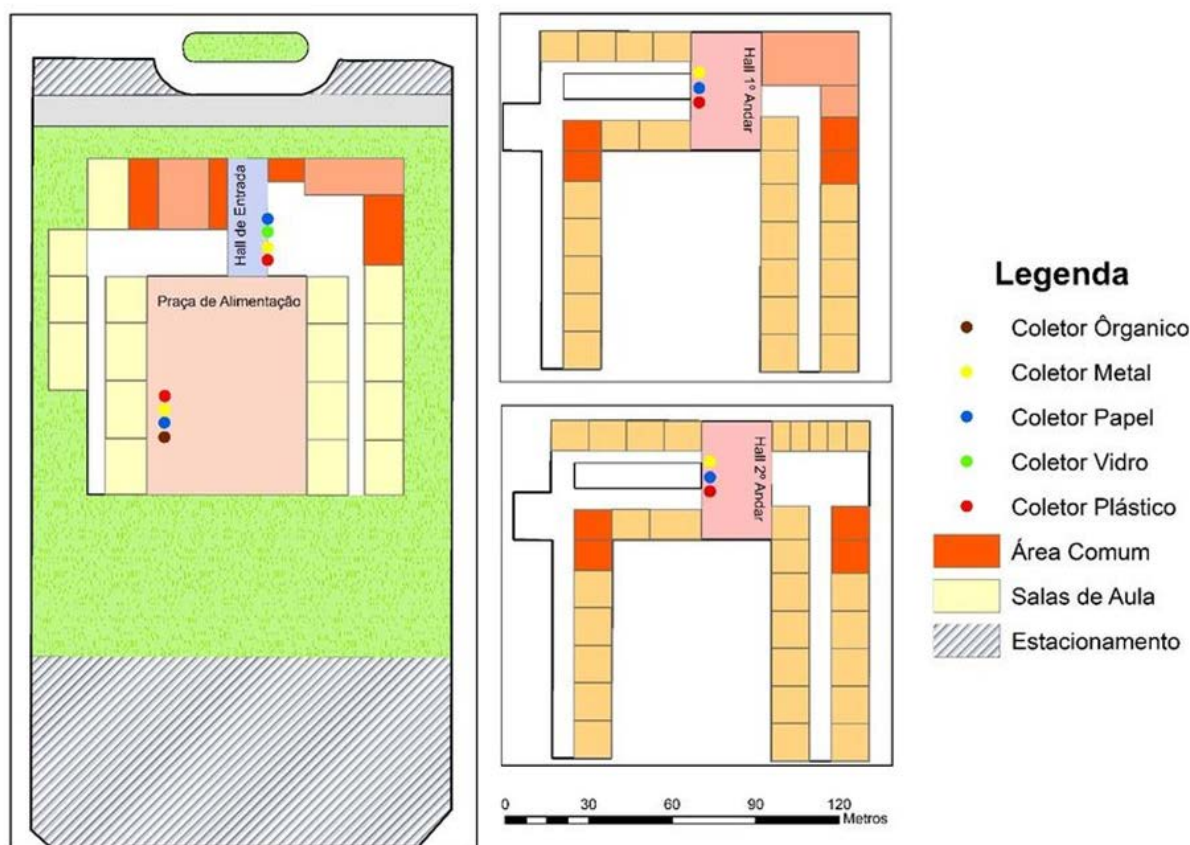 Hall de Entrada
Praça de Alimentação
Hall 1º Andar
Hall 2º Andar
0 30 60 90 120
Metros
Legenda
Coletor Ôrganico
Coletor Metal
Coletor Papel
Coletor Vidro
Coletor Plástico
Área Comum
Salas de Aula
Estacionamento